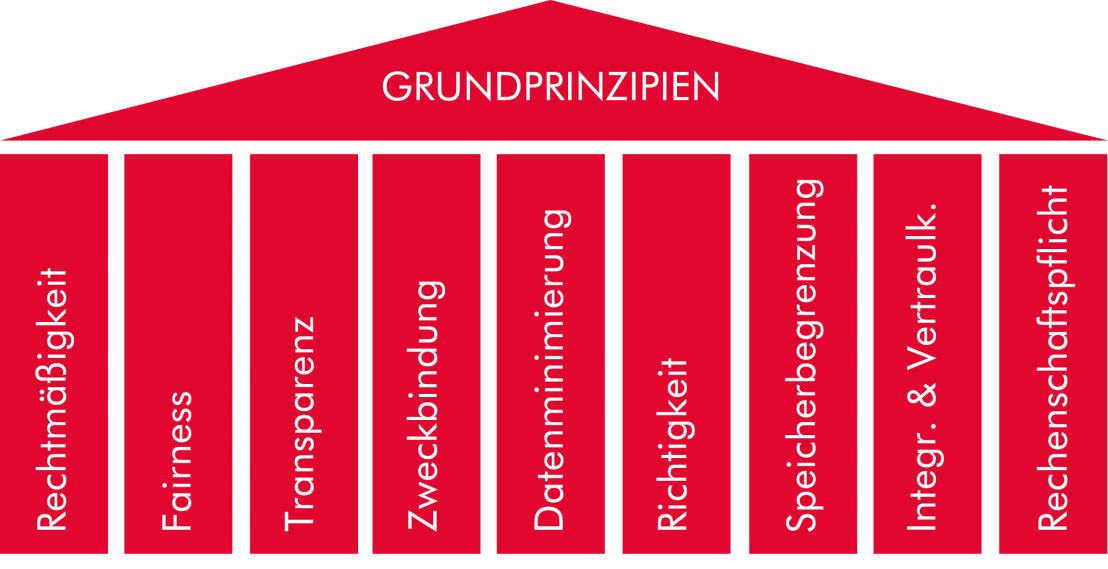 GRUNDPRINZIPIEN
Rechtmäßigkeit
Fairness
Transparenz
Zweckbindung
Datenminimierung
Richtigkeit
Speicherbegrenzung
Integr. & Vertraulk.
Rechenschaftspflicht